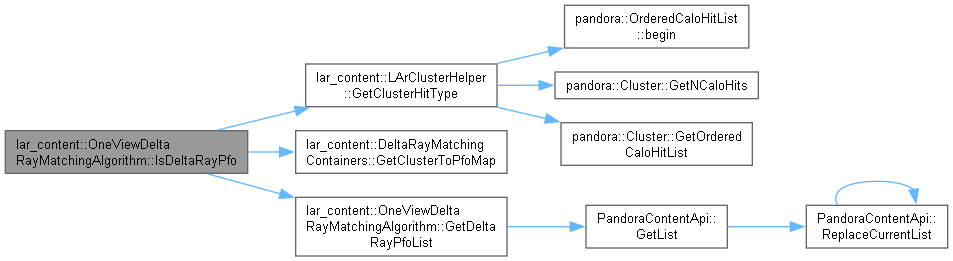 lar_content::OneViewDelta
RayMatchingAlgorithm::IsDeltaRayPfo
lar_content::LArClusterHelper
::GetClusterHitType
pandora::OrderedCaloHitList
::begin
pandora::Cluster::GetNCaloHits
pandora::Cluster::GetOrdered
CaloHitList
lar_content::DeltaRayMatching
Containers::GetClusterToPfoMap
lar_content::OneViewDelta
RayMatchingAlgorithm::GetDelta
RayPfoList
PandoraContentApi::
GetList
PandoraContentApi::
ReplaceCurrentList